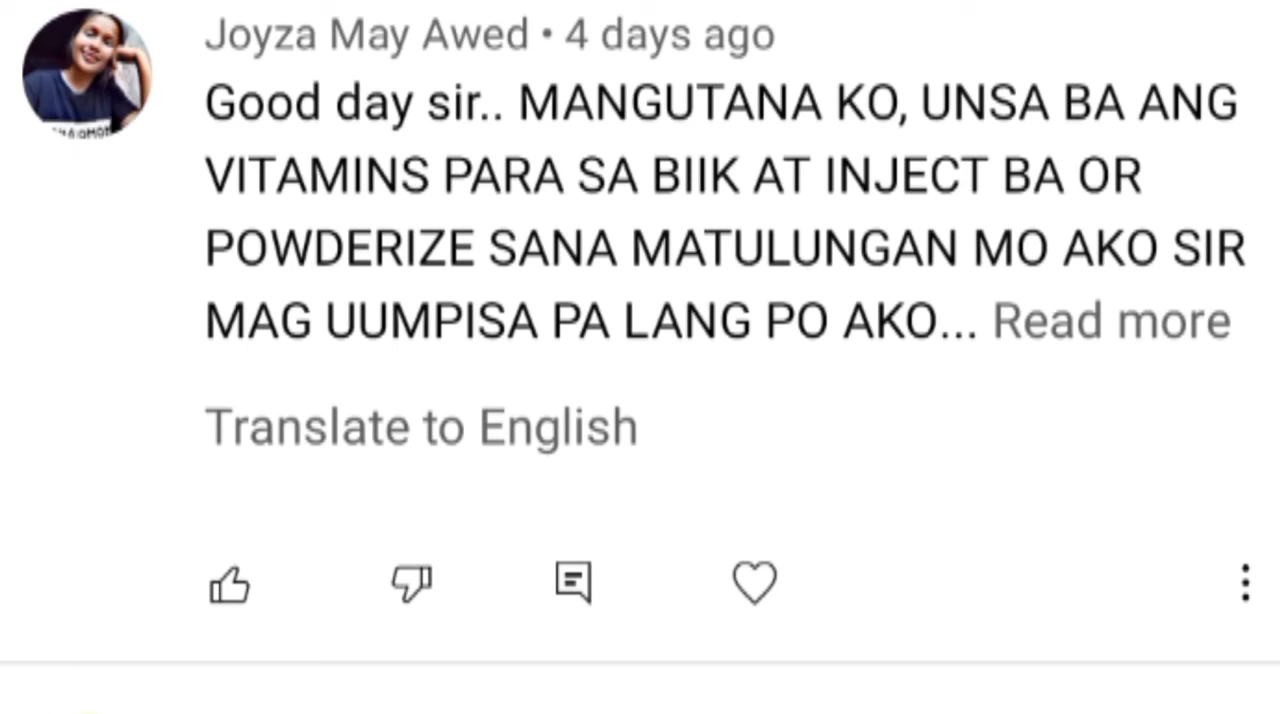 Joyza May Awed • 4 days ago
Good day sir.. MANGUTANA KO, UNSA BA ANG
VITAMINS PARA SA BIIK AT INJECT BA OR
POWDERIZE SANA MATULUNGAN MO AKO SIR
MAG UUMPISA PA LANG PO AKO... Read more
Translate to English